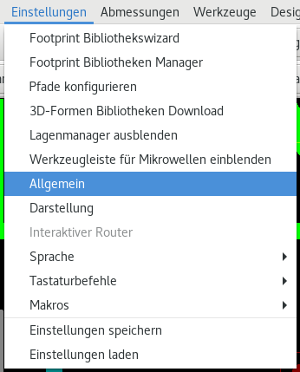 Einstellungen Abmessungen Werkzeuge
Footprint Bibliothekswizard
Footprint Bibliotheken Manager
Pfade konfigurieren
3D-Formen Bibliotheken Download
Lagenmanager ausblenden
Werkzeugleiste für Mikrowellen einblenden
Allgemein
Darstellung
Interaktiver Router
Sprache
Tastaturbefehle
Makros
Einstellungen speichern
Einstellungen laden